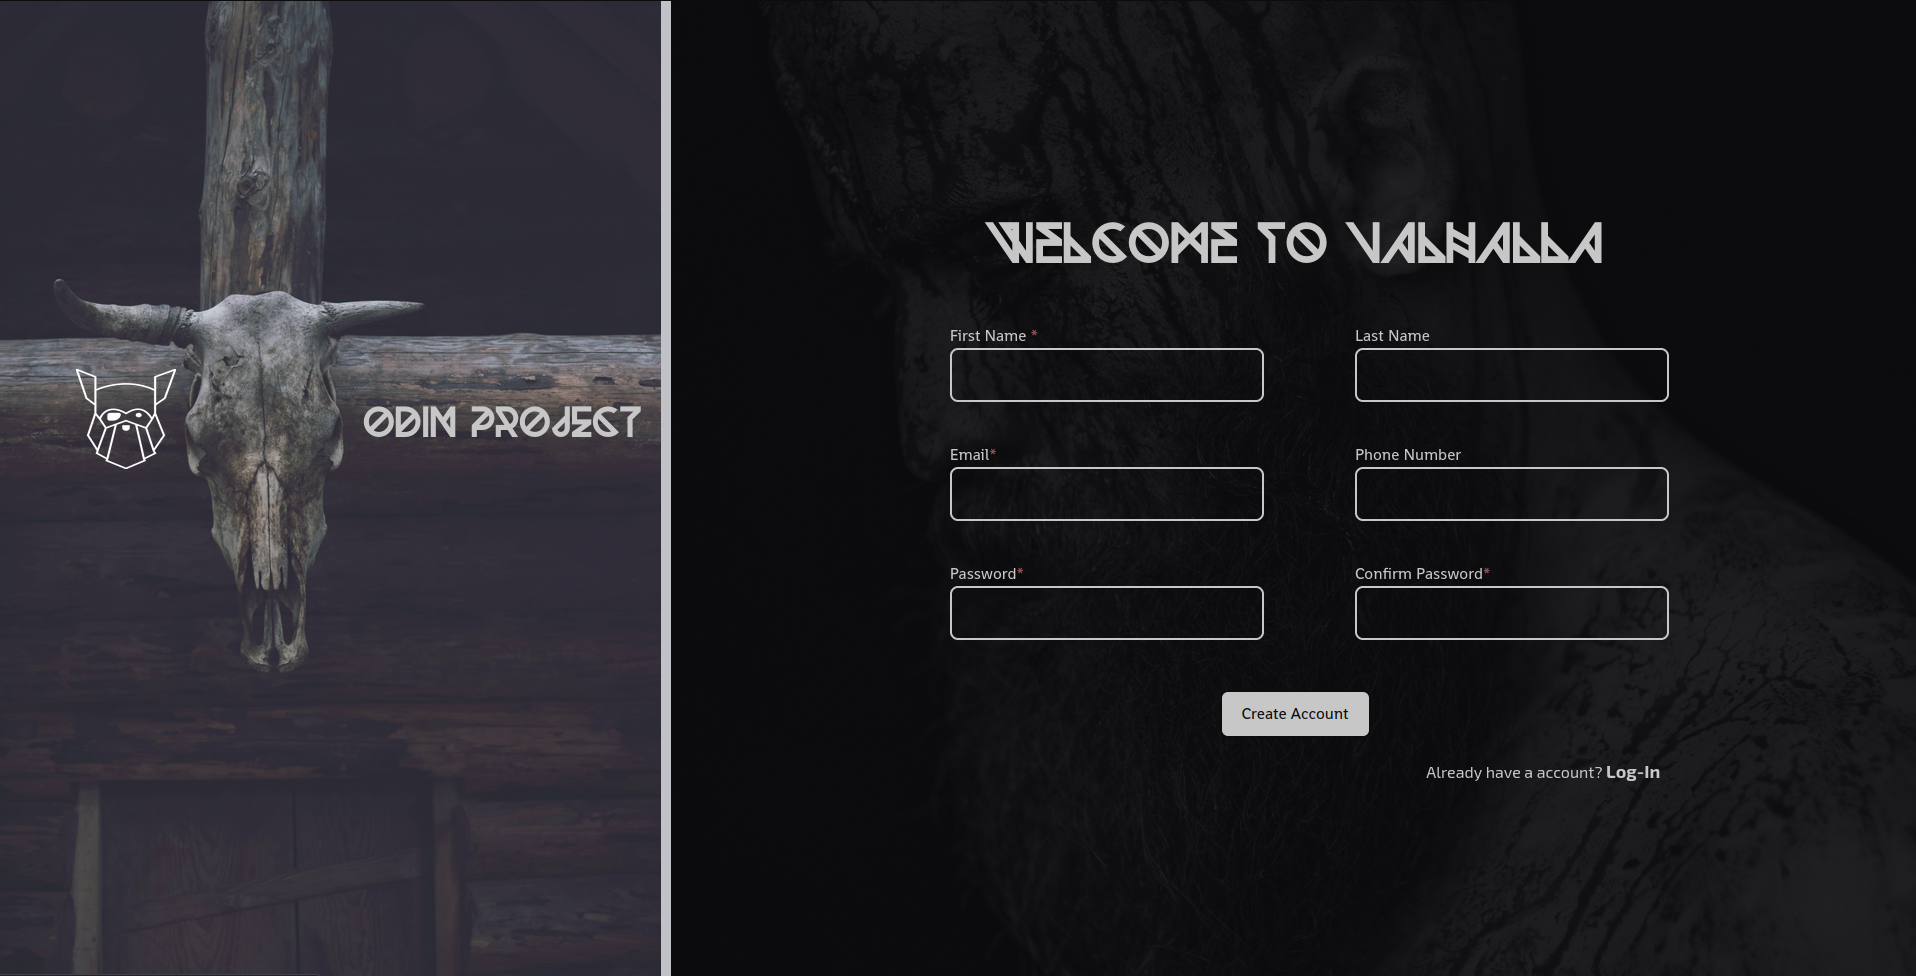 ODIN PROJECT
WELCOME TO VALHALLA
First Name *
Last Name
Email*
Phone Number
Password*
Confirm Password*
Create Account
Already have a account? Log-In